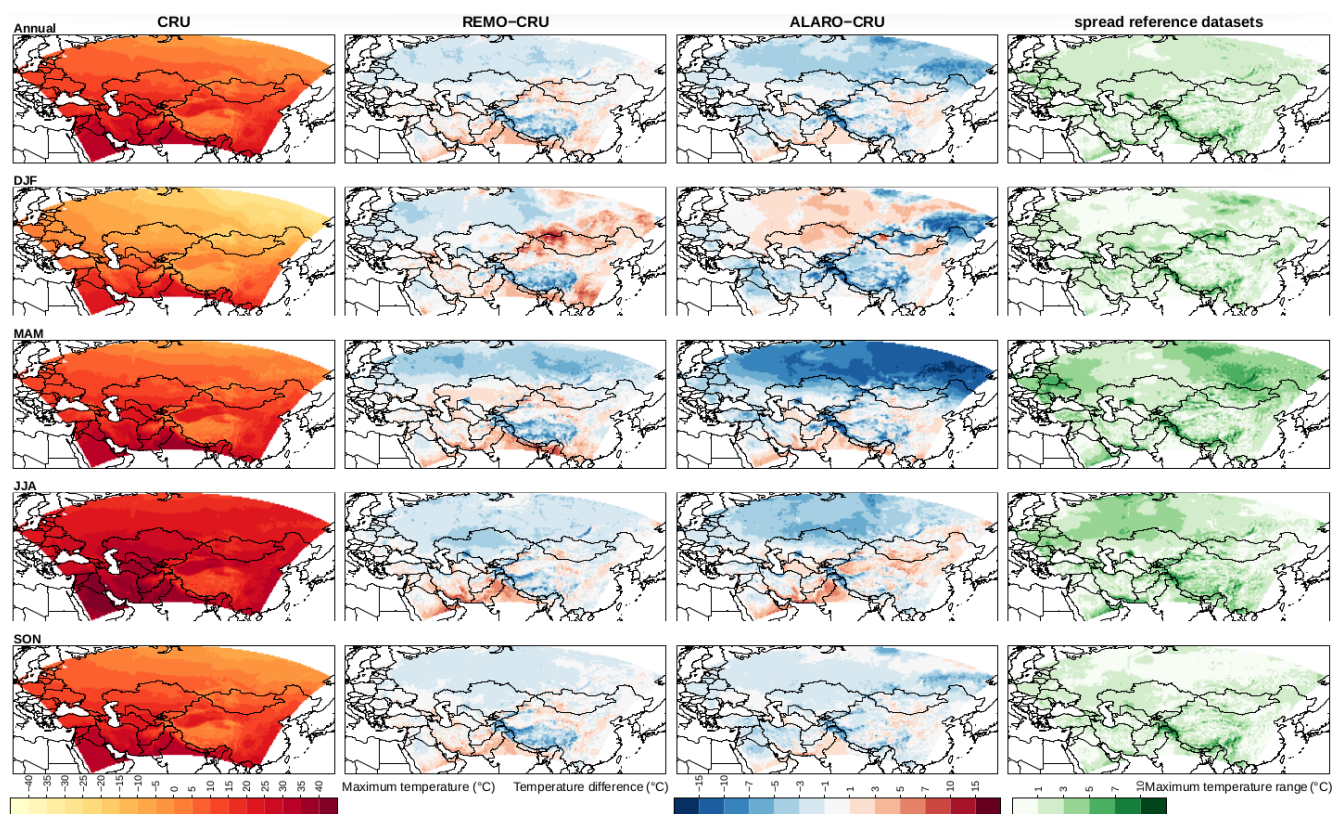 CRU REMO−CRU ALARO−CRU spread reference datasets
Annual
DJF
MAM
JJA
SON
−40 −35 −30 −25 −20 −15 −10 −5 0 5 10 15 20 25 30 35 40
Maximum temperature (°C)
Temperature difference (°C)
−15 −10 −7 −5 −3 −1 1 3 5 7 10 15
1 3 5 7 10
Maximum temperature range (°C)